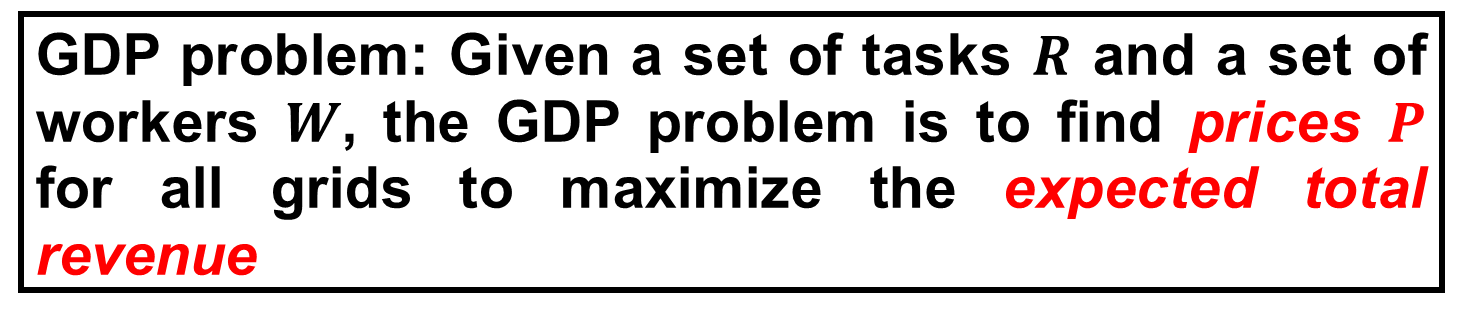 GDP problem: Given a set of tasks R and a set of
workers W, the GDP problem is to find prices P
for all grids to maximize the expected total
revenue